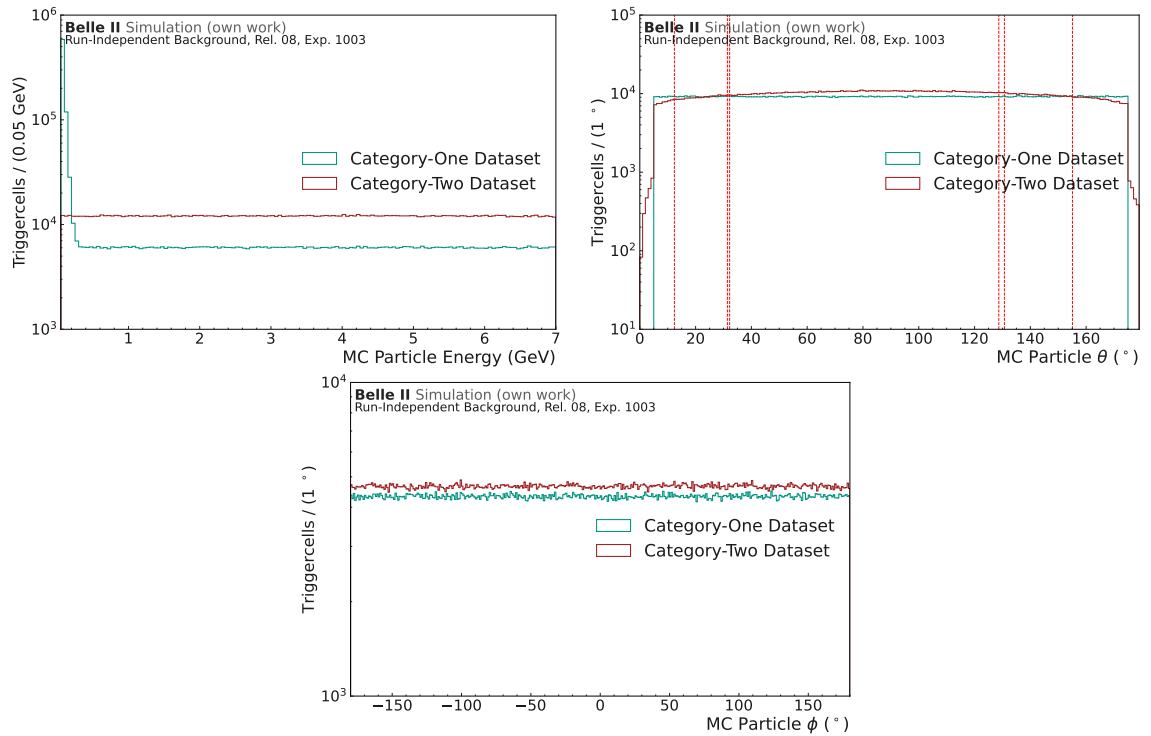 10^6
Belle II Simulation (own work)
Run-Independent Background, Rel. 08, Exp. 1003
10^5
10^4
10^3
Triggercells / (0.05 GeV)
Category-One Dataset
Category-Two Dataset
1 2 3 4 5 6 7
MC Particle Energy (GeV)
10^5
Belle II Simulation (own work)
Run-Independent Background, Rel. 08, Exp. 1003
10^4
10^3
10^2
10^1
Triggercells / (1 °)
Category-One Dataset
Category-Two Dataset
0 20 40 60 80 100 120 140 160
MC Particle θ (°)
10^4
Belle II Simulation (own work)
Run-Independent Background, Rel. 08, Exp. 1003
10^3
Triggercells / (1 °)
Category-One Dataset
Category-Two Dataset
−150 −100 −50 0 50 100 150
MC Particle ϕ (°)